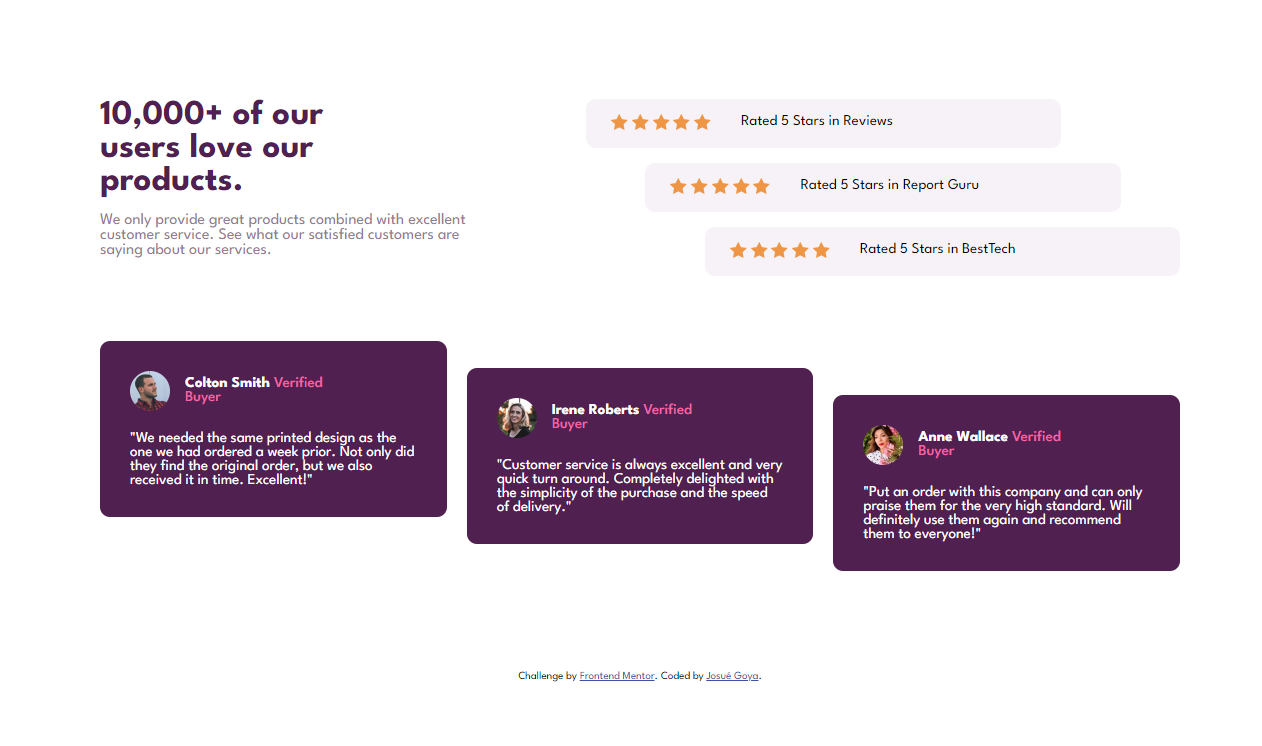 10,000+ of our
users love our
products.
We only provide great products combined with excellent
customer service. See what our satisfied customers are
saying about our services.
Rated 5 Stars in Reviews
Rated 5 Stars in Report Guru
Rated 5 Stars in BestTech
Colton Smith Verified
Buyer
"We needed the same printed design as the
one we had ordered a week prior. Not only did
they find the original order, but we also
received it in time. Excellent!"
Irene Roberts Verified
Buyer
"Customer service is always excellent and very
quick turn around. Completely delighted with
the simplicity of the purchase and the speed
of delivery."
Anne Wallace Verified
Buyer
"Put an order with this company and can only
praise them for the very high standard. Will
definitely use them again and recommend
them to everyone!"
Challenge by Frontend Mentor. Coded by Josué Goya.